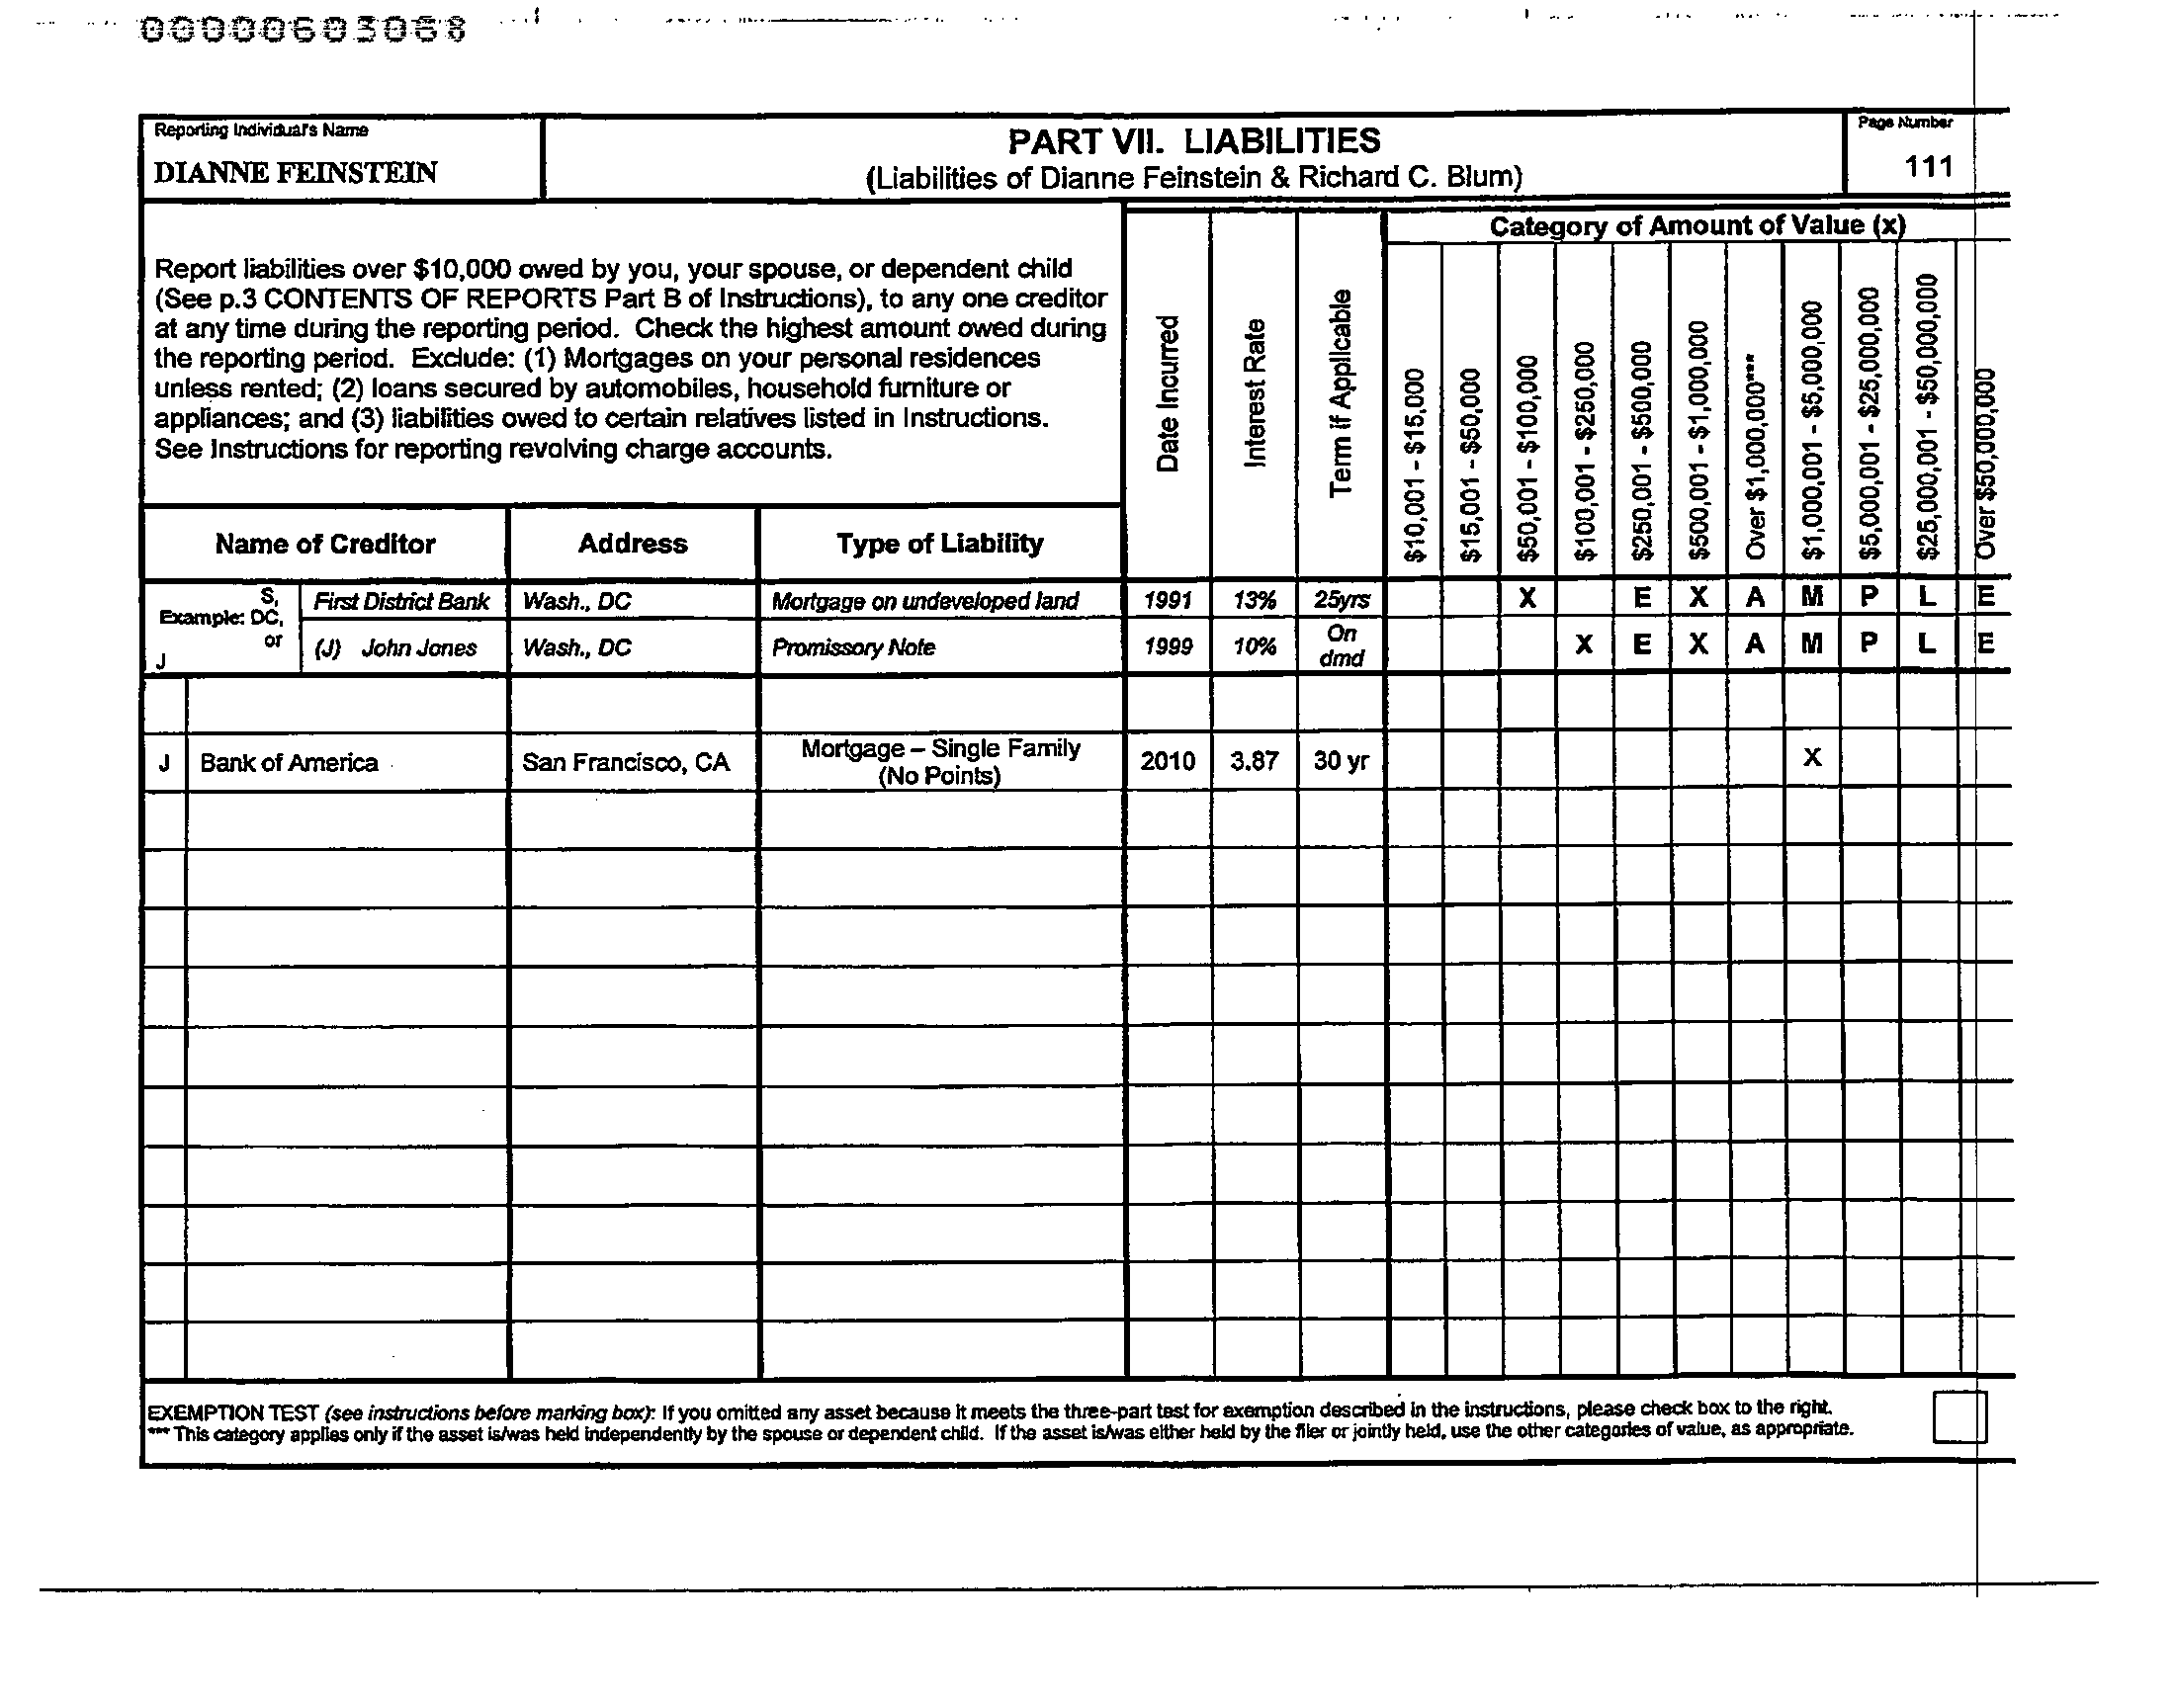 00000603068
Reporting Individual's Name
DIANNE FEINSTEIN
PART VII. LIABILITIES
(Liabilities of Dianne Feinstein & Richard C. Blum)
Page Number
111
Report liabilities over $10,000 owed by you, your spouse, or dependent child
(See p.3 CONTENTS OF REPORTS Part B of Instructions), to any one creditor
at any time during the reporting period. Check the highest amount owed during
the reporting period. Exclude: (1) Mortgages on your personal residences
unless rented; (2) loans secured by automobiles, household furniture or
appliances; and (3) liabilities owed to certain relatives listed in Instructions.
See Instructions for reporting revolving charge accounts.
Name of Creditor
Address
Type of Liability
Date Incurred
Interest Rate
Term if Applicable
Category of Amount of Value (x)
$10,001 - $15,000
$15,001 - $50,000
$50,001 - $100,000
$100,001 - $250,000
$250,001 - $500,000
$500,001 - $1,000,000
Over $1,000,000***
$1,000,001 - $5,000,000
$5,000,001 - $25,000,000
$25,000,001 - $50,000,000
Over $50,000,000
Example: S, DC, or J
First District Bank Wash., DC Mortgage on undeveloped land 1991 13% 25yrs X E X A M P L E
(J) John Jones Wash., DC Promissory Note 1999 10% On dmd X E X A M P L E
J Bank of America San Francisco, CA Mortgage – Single Family (No Points) 2010 3.87 30 yr X
EXEMPTION TEST (see instructions before marking box): If you omitted any asset because it meets the three-part test for exemption described in the instructions, please check box to the right.
*** This category applies only if the asset is/was held independently by the spouse or dependent child. If the asset is/was either held by the filer or jointly held, use the other categories of value, as appropriate.